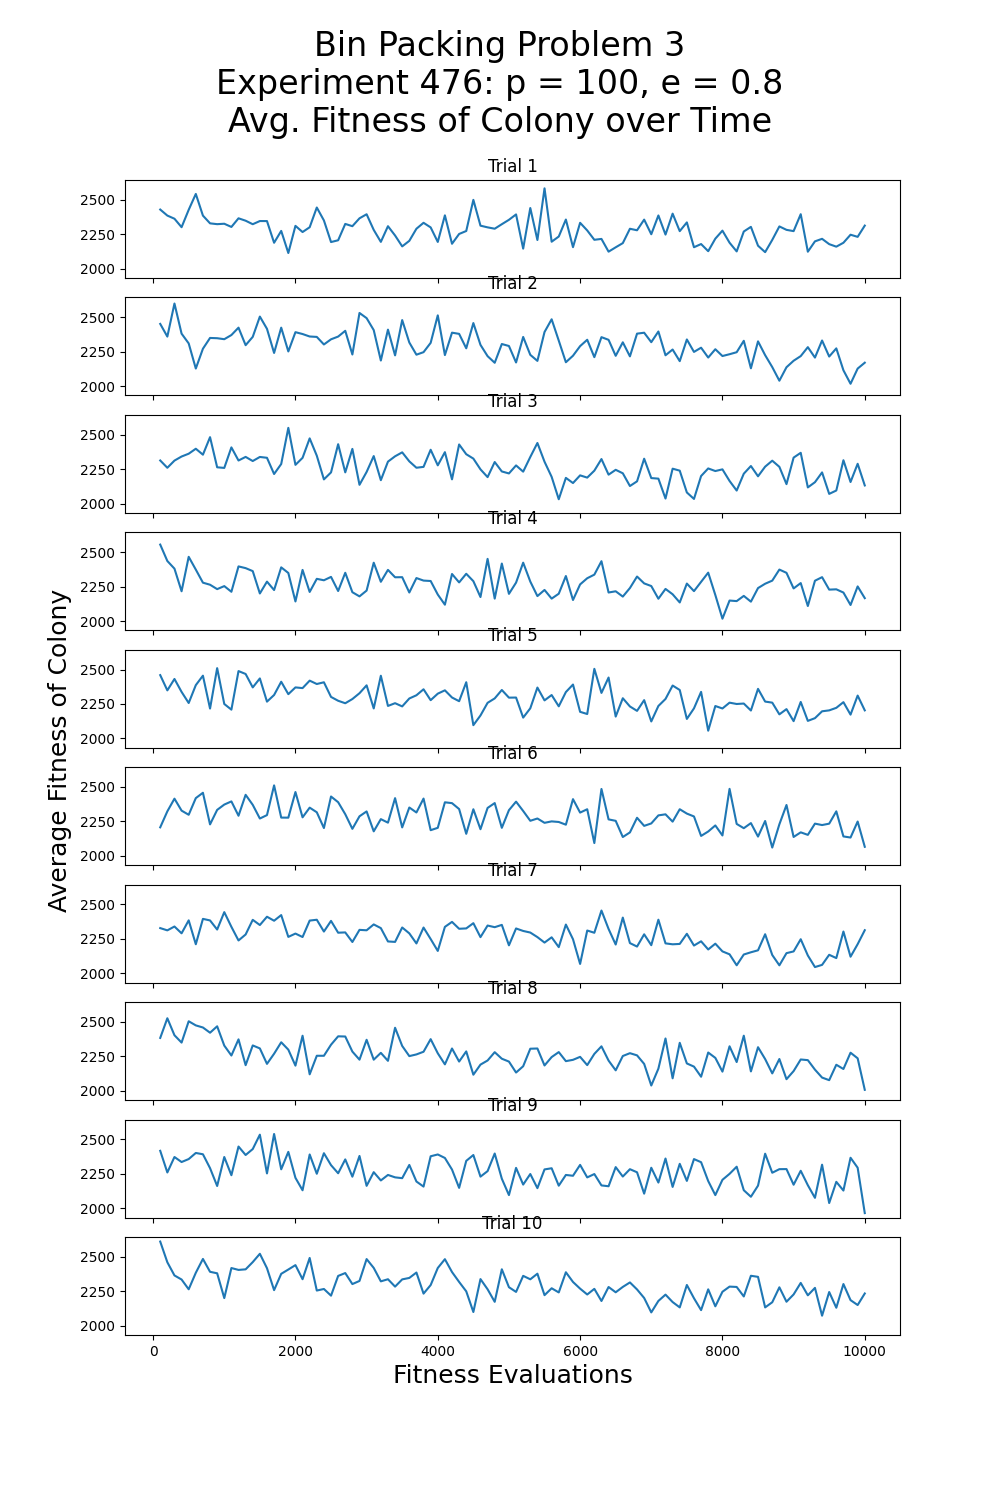 Bin Packing Problem 3
Experiment 476: p = 100, e = 0.8
Avg. Fitness of Colony over Time
Average Fitness of Colony
Trial 1
2500
2250
2000
Trial 2
2500
2250
2000
Trial 3
2500
2250
2000
Trial 4
2500
2250
2000
Trial 5
2500
2250
2000
Trial 6
2500
2250
2000
Trial 7
2500
2250
2000
Trial 8
2500
2250
2000
Trial 9
2500
2250
2000
Trial 10
2500
2250
2000
0 2000 4000 6000 8000 10000
Fitness Evaluations